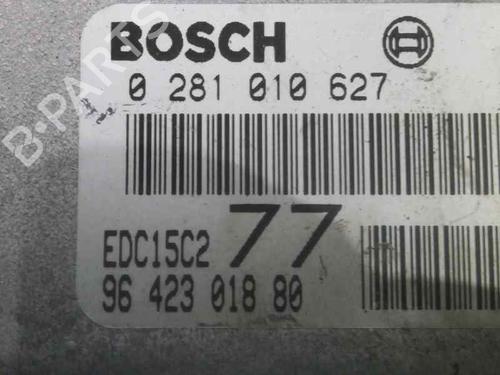 BOSCH
0 281 010 627
EDC15C2 77
96 423 018 80
B-PARTS